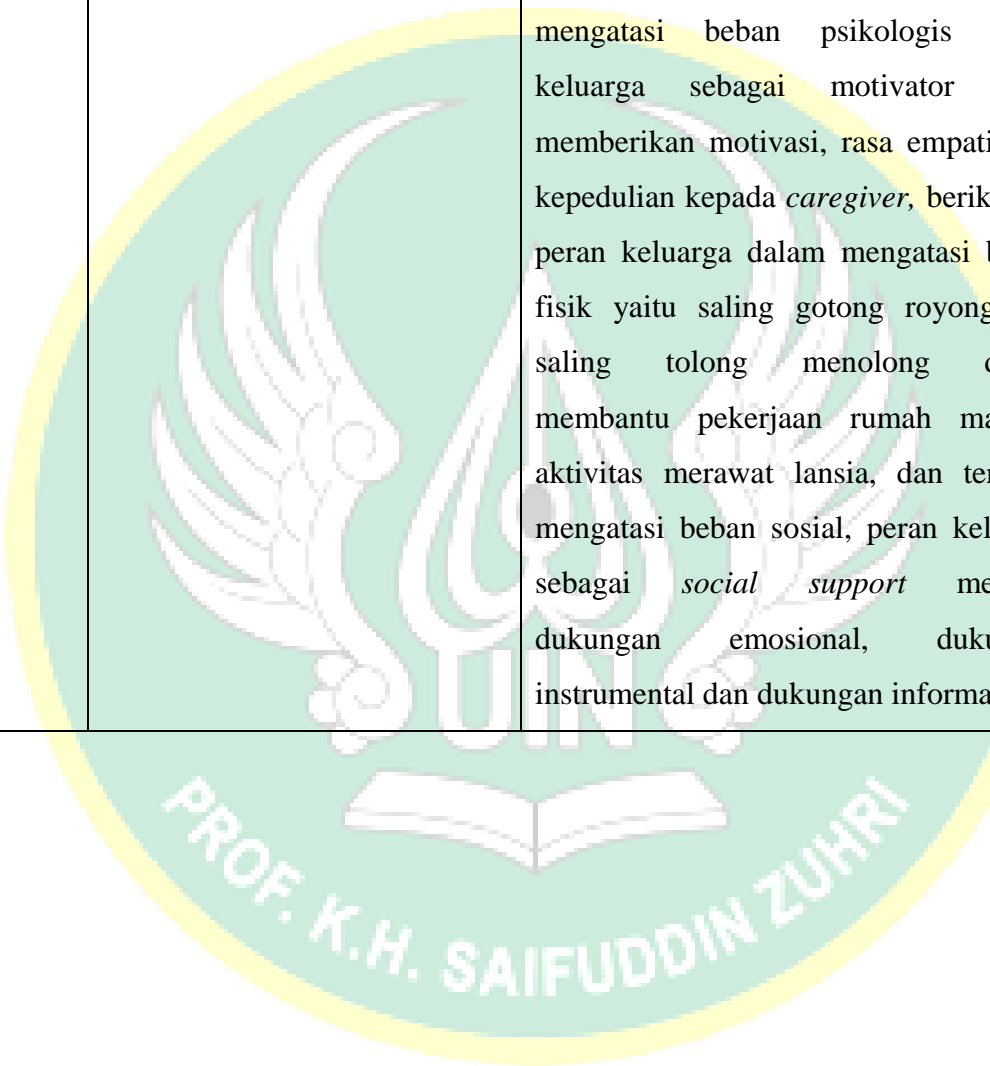 mengatasi beban psikologis
keluarga sebagai motivator
memberikan motivasi, rasa empati
kepedulian kepada caregiver, berik
peran keluarga dalam mengatasi b
fisik yaitu saling gotong royong
saling tolong menolong d
membantu pekerjaan rumah ma
aktivitas merawat lansia, dan ter
mengatasi beban sosial, peran kel
sebagai social support me
dukungan emosional, duku
instrumental dan dukungan informa
UIN
PROF. K.H. SAIFUDDIN ZUHRI